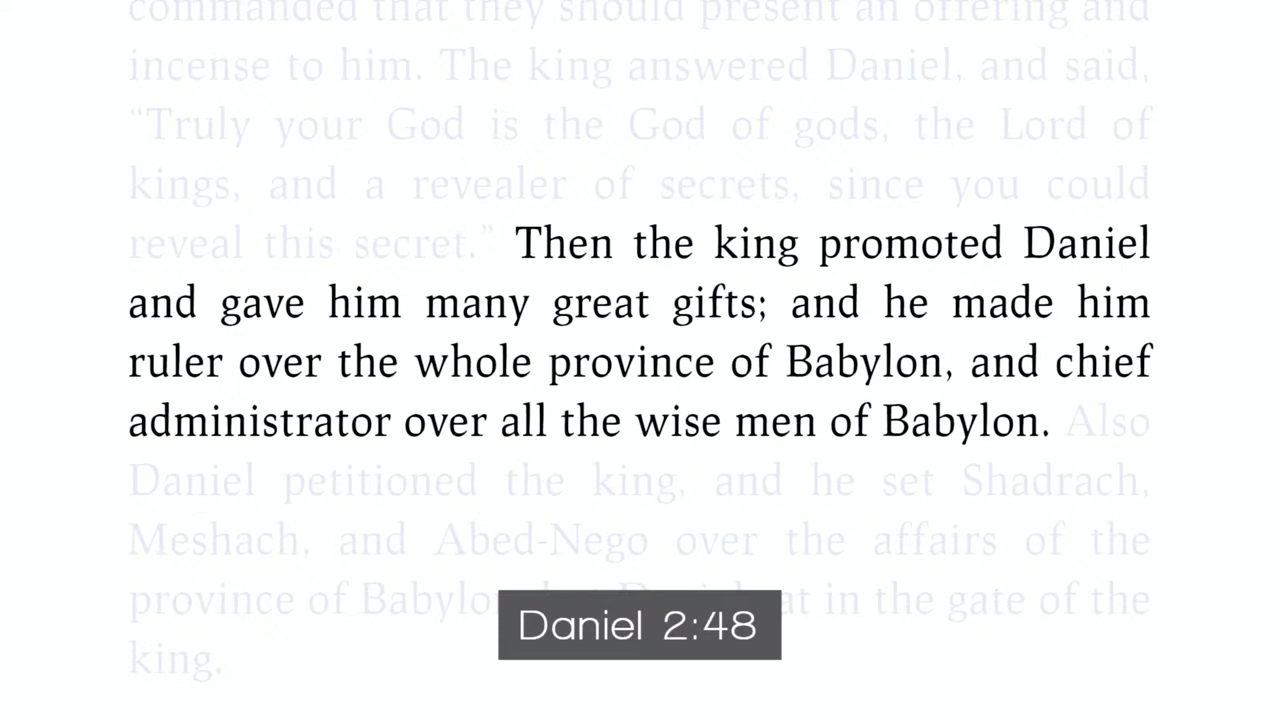 commanded that they should present an offering and
incense to him. The king answered Daniel, and said,
“Truly your God is the God of gods, the Lord of
kings, and a revealer of secrets, since you could
reveal this secret.” Then the king promoted Daniel
and gave him many great gifts; and he made him
ruler over the whole province of Babylon, and chief
administrator over all the wise men of Babylon. Also
Daniel petitioned the king, and he set Shadrach,
Meshach, and Abed-Nego over the affairs of the
province of in the gate of the
king.
Daniel 2:48